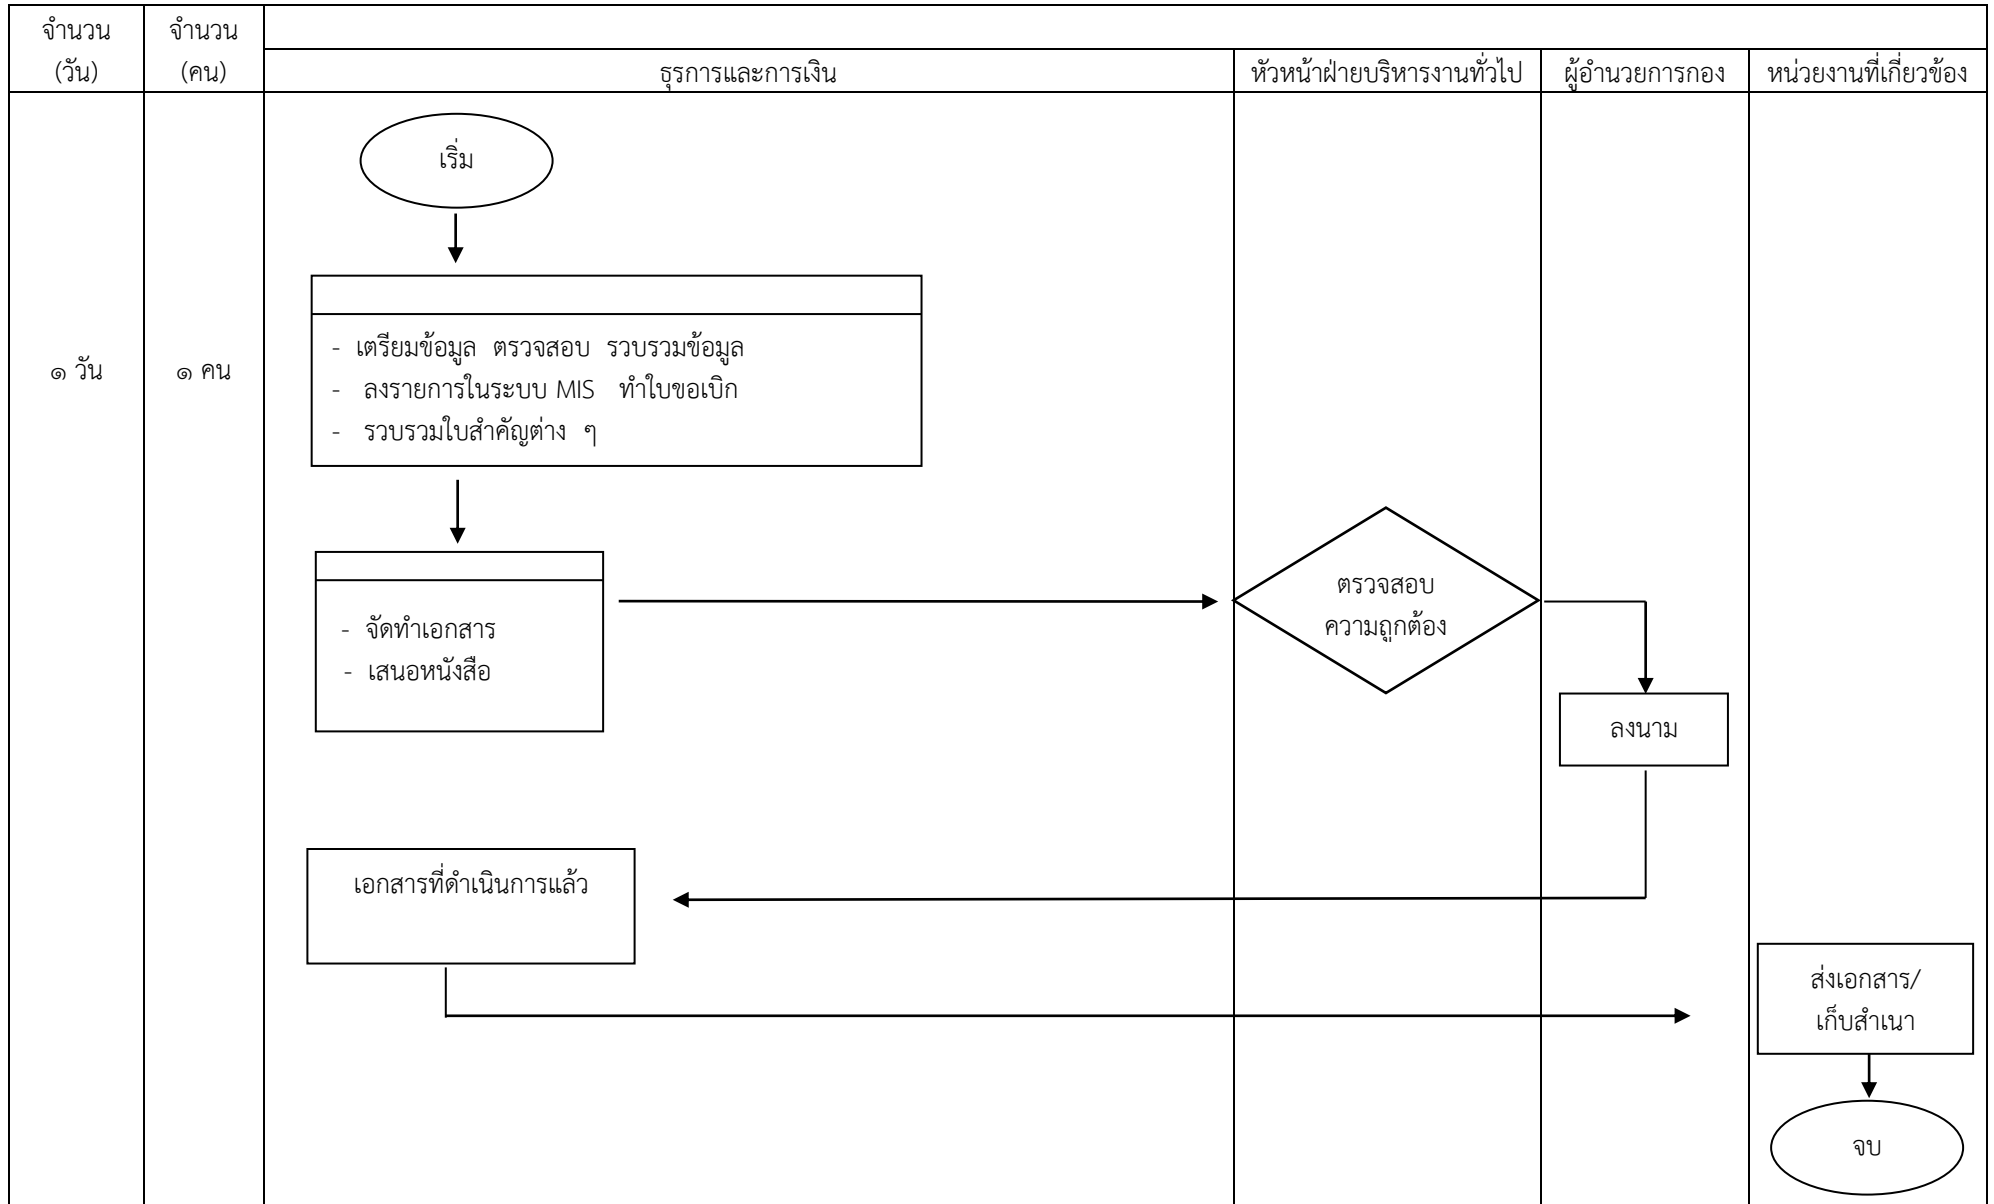 จำนวน
(วัน)
จำนวน
(คน)
ธุรการและการเงิน
หัวหน้าฝ่ายบริหารงานทั่วไป
ผู้อำนวยการกอง
หน่วยงานที่เกี่ยวข้อง
เริ่ม
๑ วัน
๑ คน
- เตรียมข้อมูล ตรวจสอบ รวบรวมข้อมูล
- ลงรายการในระบบ MIS ทำใบขอเบิก
- รวบรวมใบสำคัญต่าง ๆ
- จัดทำเอกสาร
- เสนอหนังสือ
ตรวจสอบ
ความถูกต้อง
ลงนาม
เอกสารที่ดำเนินการแล้ว
ส่งเอกสาร/
เก็บสำเนา
จบ